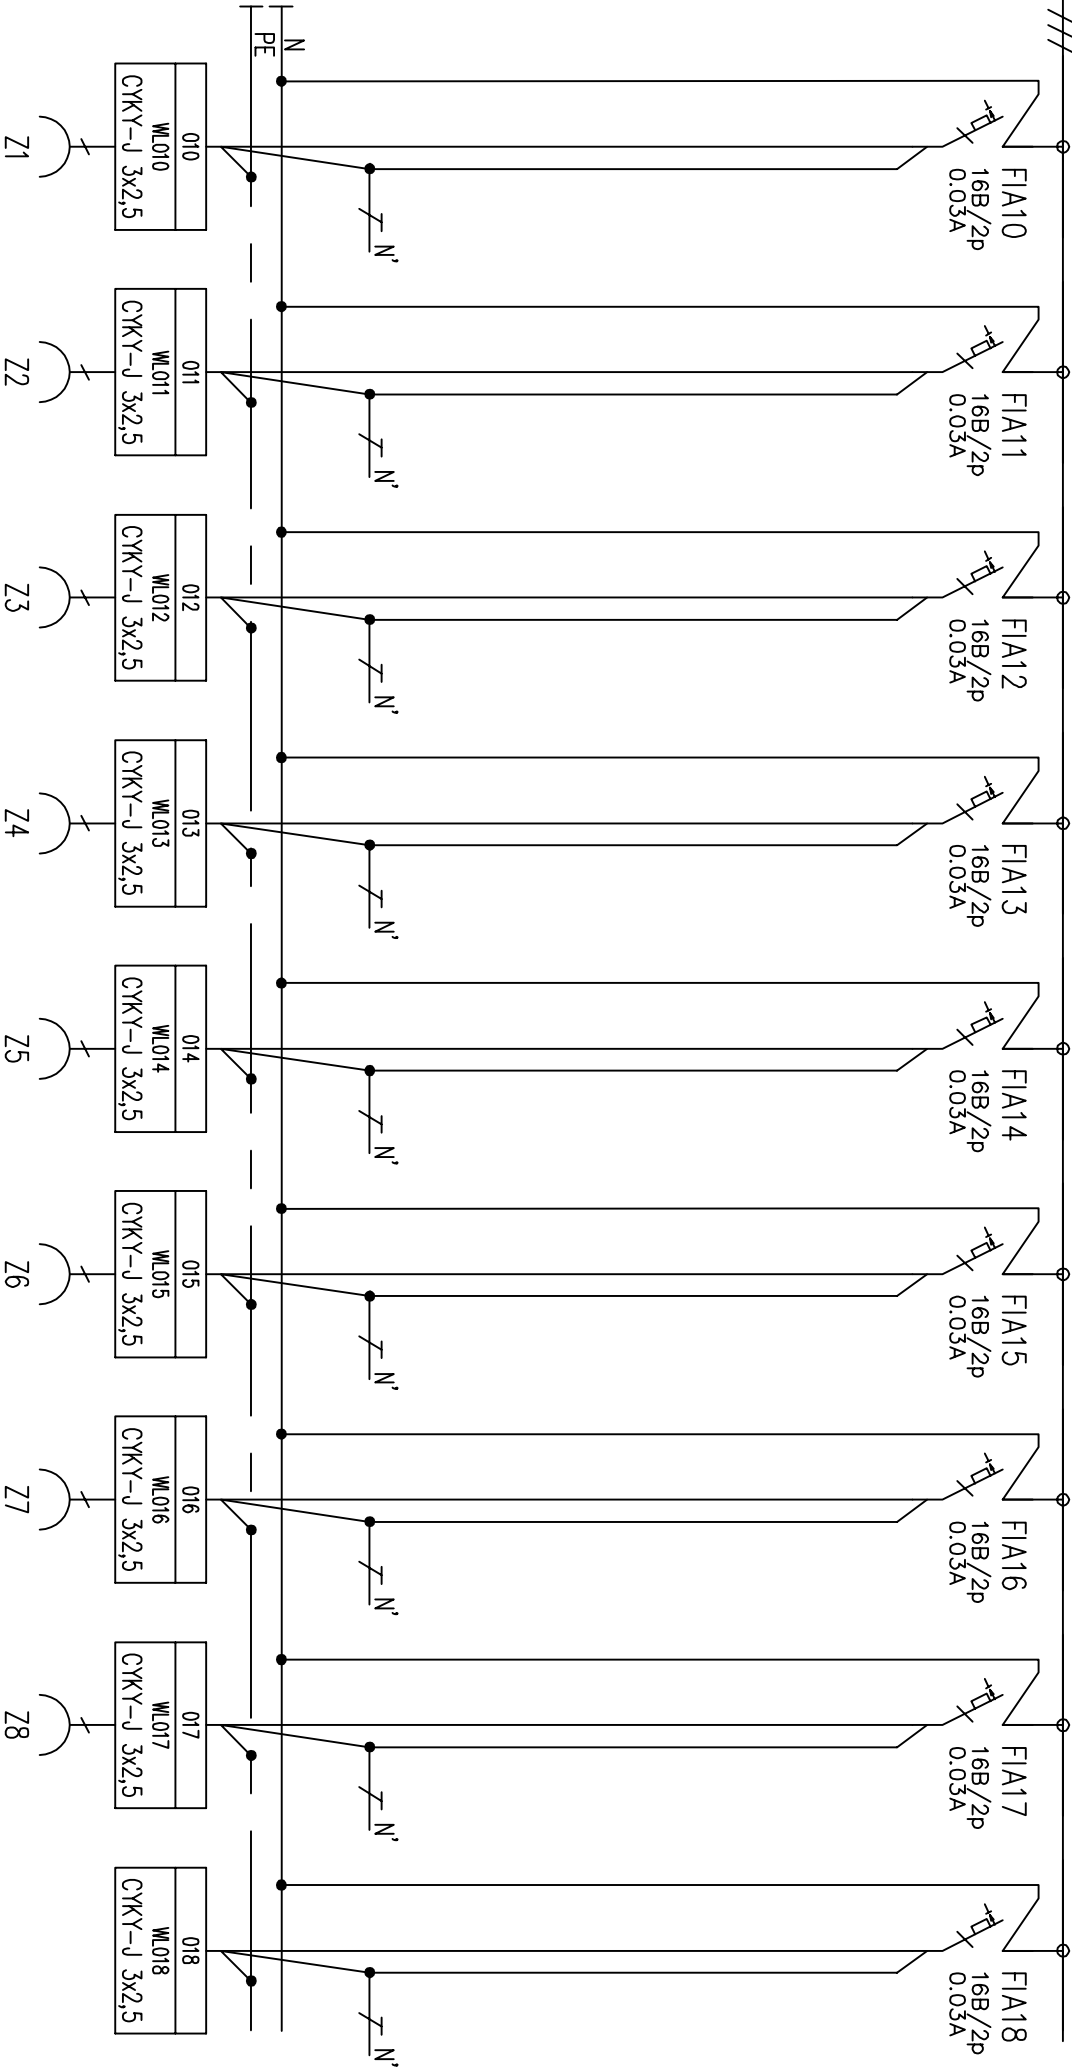 N
PE
FIA10
16B/2p
0.03A
N'
010
WL010
CYKY-J 3x2,5
Z1
FIA11
16B/2p
0.03A
N'
011
WL011
CYKY-J 3x2,5
Z2
FIA12
16B/2p
0.03A
N'
012
WL012
CYKY-J 3x2,5
Z3
FIA13
16B/2p
0.03A
N'
013
WL013
CYKY-J 3x2,5
Z4
FIA14
16B/2p
0.03A
N'
014
WL014
CYKY-J 3x2,5
Z5
FIA15
16B/2p
0.03A
N'
015
WL015
CYKY-J 3x2,5
Z6
FIA16
16B/2p
0.03A
N'
016
WL016
CYKY-J 3x2,5
Z7
FIA17
16B/2p
0.03A
N'
017
WL017
CYKY-J 3x2,5
Z8
FIA18
16B/2p
0.03A
N'
018
WL018
CYKY-J 3x2,5